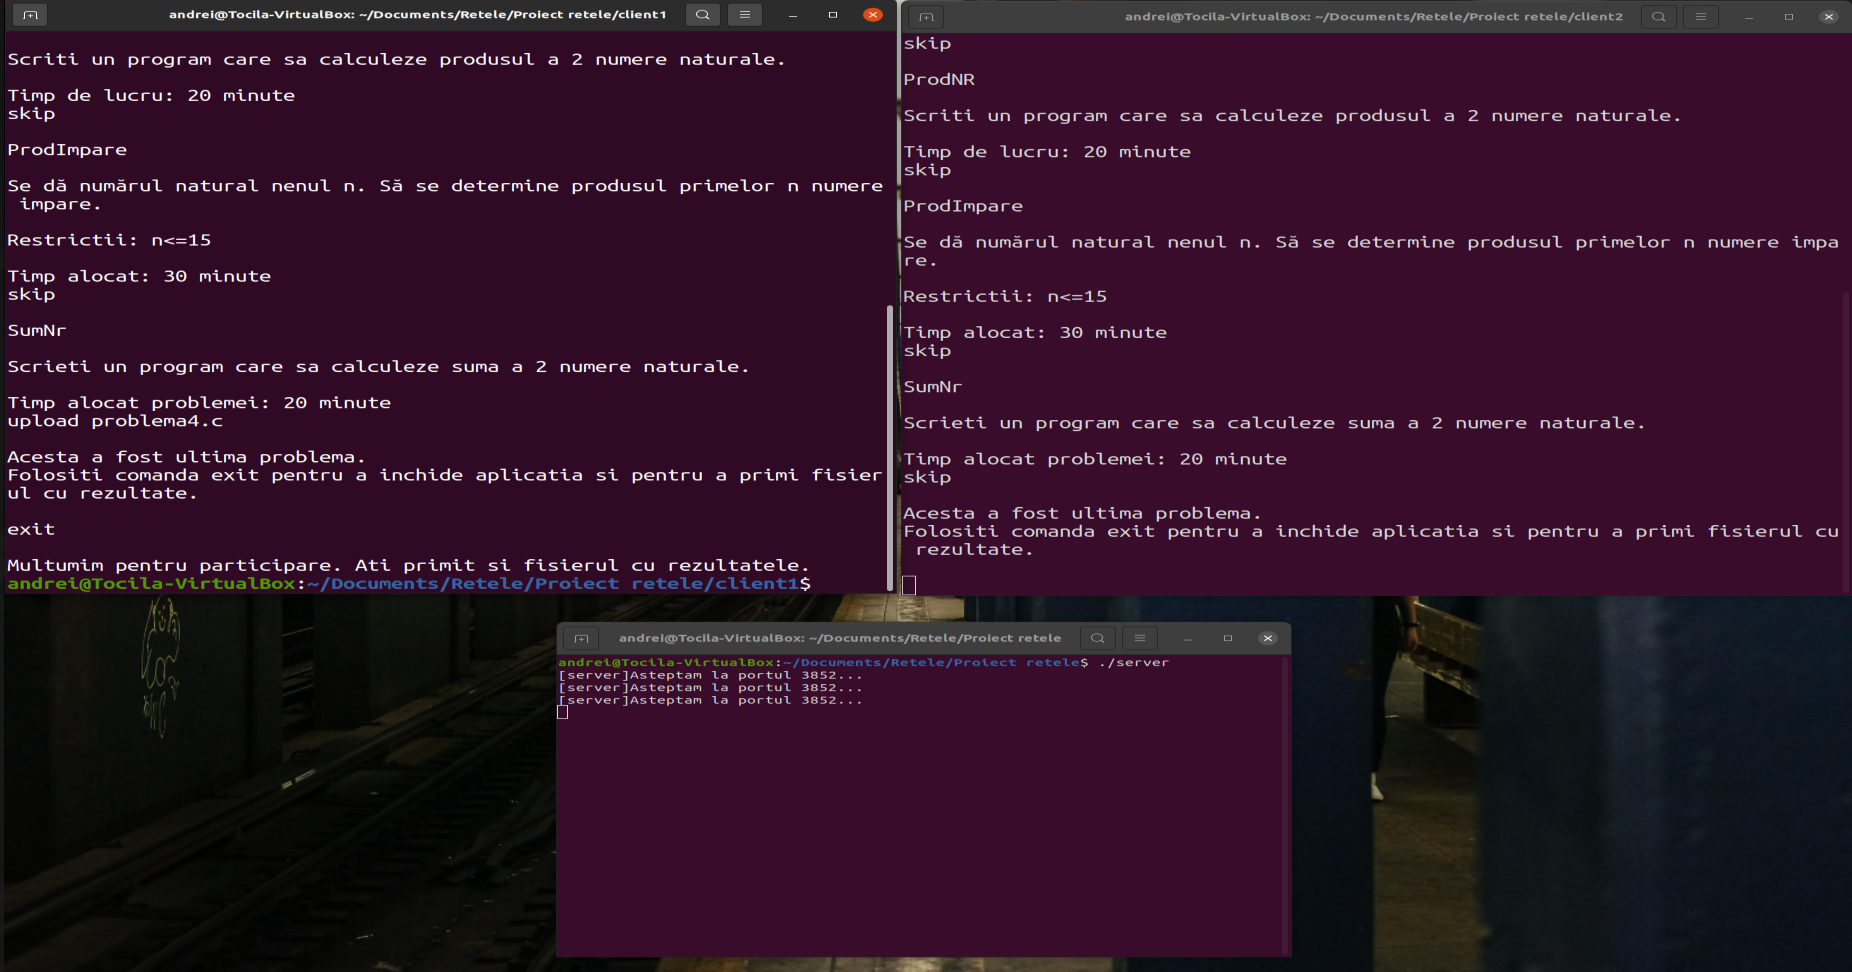 andrei@Tocila-VirtualBox: ~/Documents/Retele/Proiect retele/client1
Scriti un program care sa calculeze produsul a 2 numere naturale.
Timp de lucru: 20 minute
skip
ProdImpare
Se dă numărul natural nenul n. Să se determine produsul primelor n numere
impare.
Restrictii: n<=15
Timp alocat: 30 minute
skip
SumNr
Scrieti un program care sa calculeze suma a 2 numere naturale.
Timp alocat problemei: 20 minute
upload problema4.c
Acesta a fost ultima problema.
Folositi comanda exit pentru a inchide aplicatia si pentru a primi fisier
ul cu rezultate.
exit
Multumim pentru participare. Ati primit si fisierul cu rezultatele.
andrei@Tocila-VirtualBox:~/Documents/Retele/Proiect retele/client1$
andrei@Tocila-VirtualBox: ~/Documents/Retele/Proiect retele/client2
skip
ProdNR
Scriti un program care sa calculeze produsul a 2 numere naturale.
Timp de lucru: 20 minute
skip
ProdImpare
Se dă numărul natural nenul n. Să se determine produsul primelor n numere impa
re.
Restrictii: n<=15
Timp alocat: 30 minute
skip
SumNr
Scrieti un program care sa calculeze suma a 2 numere naturale.
Timp alocat problemei: 20 minute
skip
Acesta a fost ultima problema.
Folositi comanda exit pentru a inchide aplicatia si pentru a primi fisierul cu
rezultate.
andrei@Tocila-VirtualBox: ~/Documents/Retele/Proiect retele
andrei@Tocila-VirtualBox:~/Documents/Retele/Proiect retele$ ./server
[server]Asteptam la portul 3852...
[server]Asteptam la portul 3852...
[server]Asteptam la portul 3852...